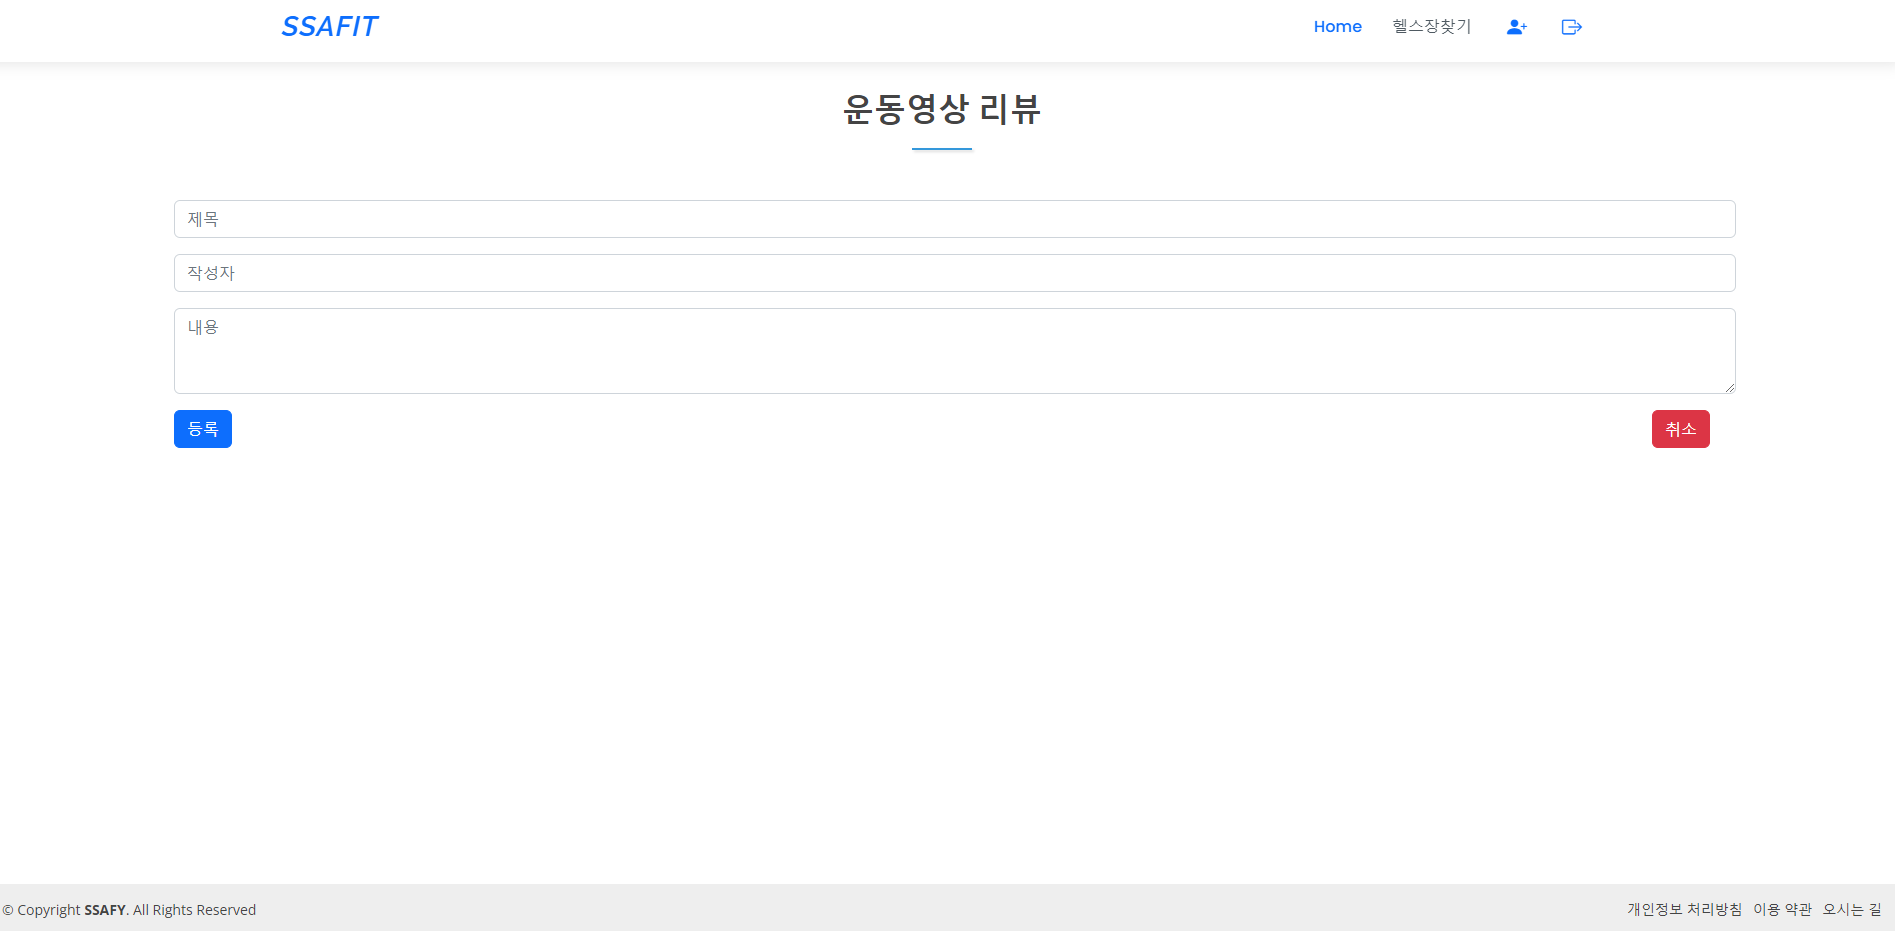 SSAFIT
Home 헬스장찾기
운동영상 리뷰
제목
작성자
내용
등록 취소
© Copyright SSAFY. All Rights Reserved
개인정보 처리방침 이용 약관 오시는 길